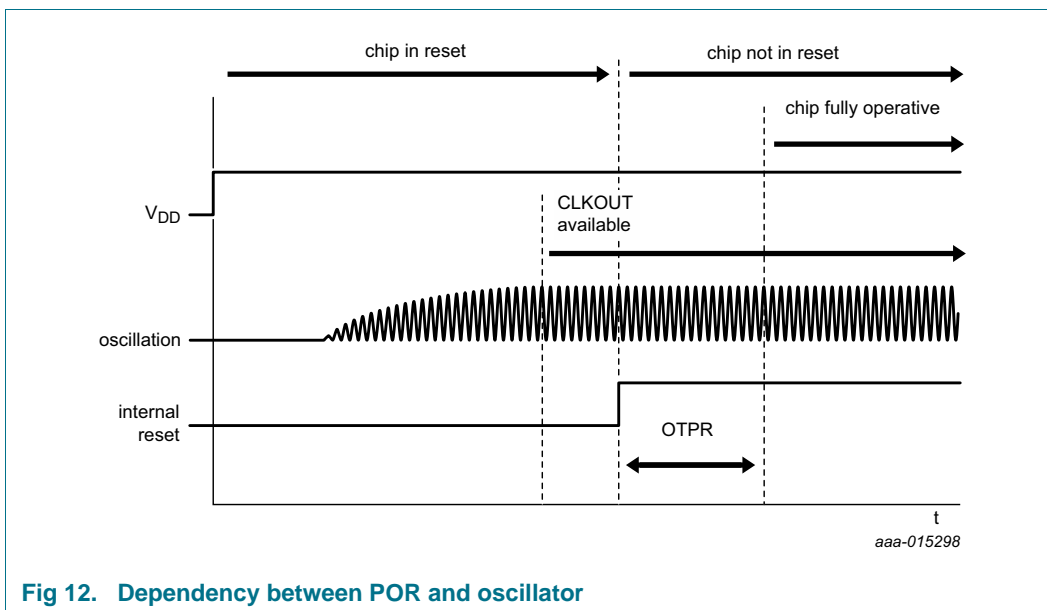 chip in reset
chip not in reset
chip fully operative
VDD
CLKOUT
available
oscillation
internal
reset
OTPR
t
aaa-015298
Fig 12. Dependency between POR and oscillator